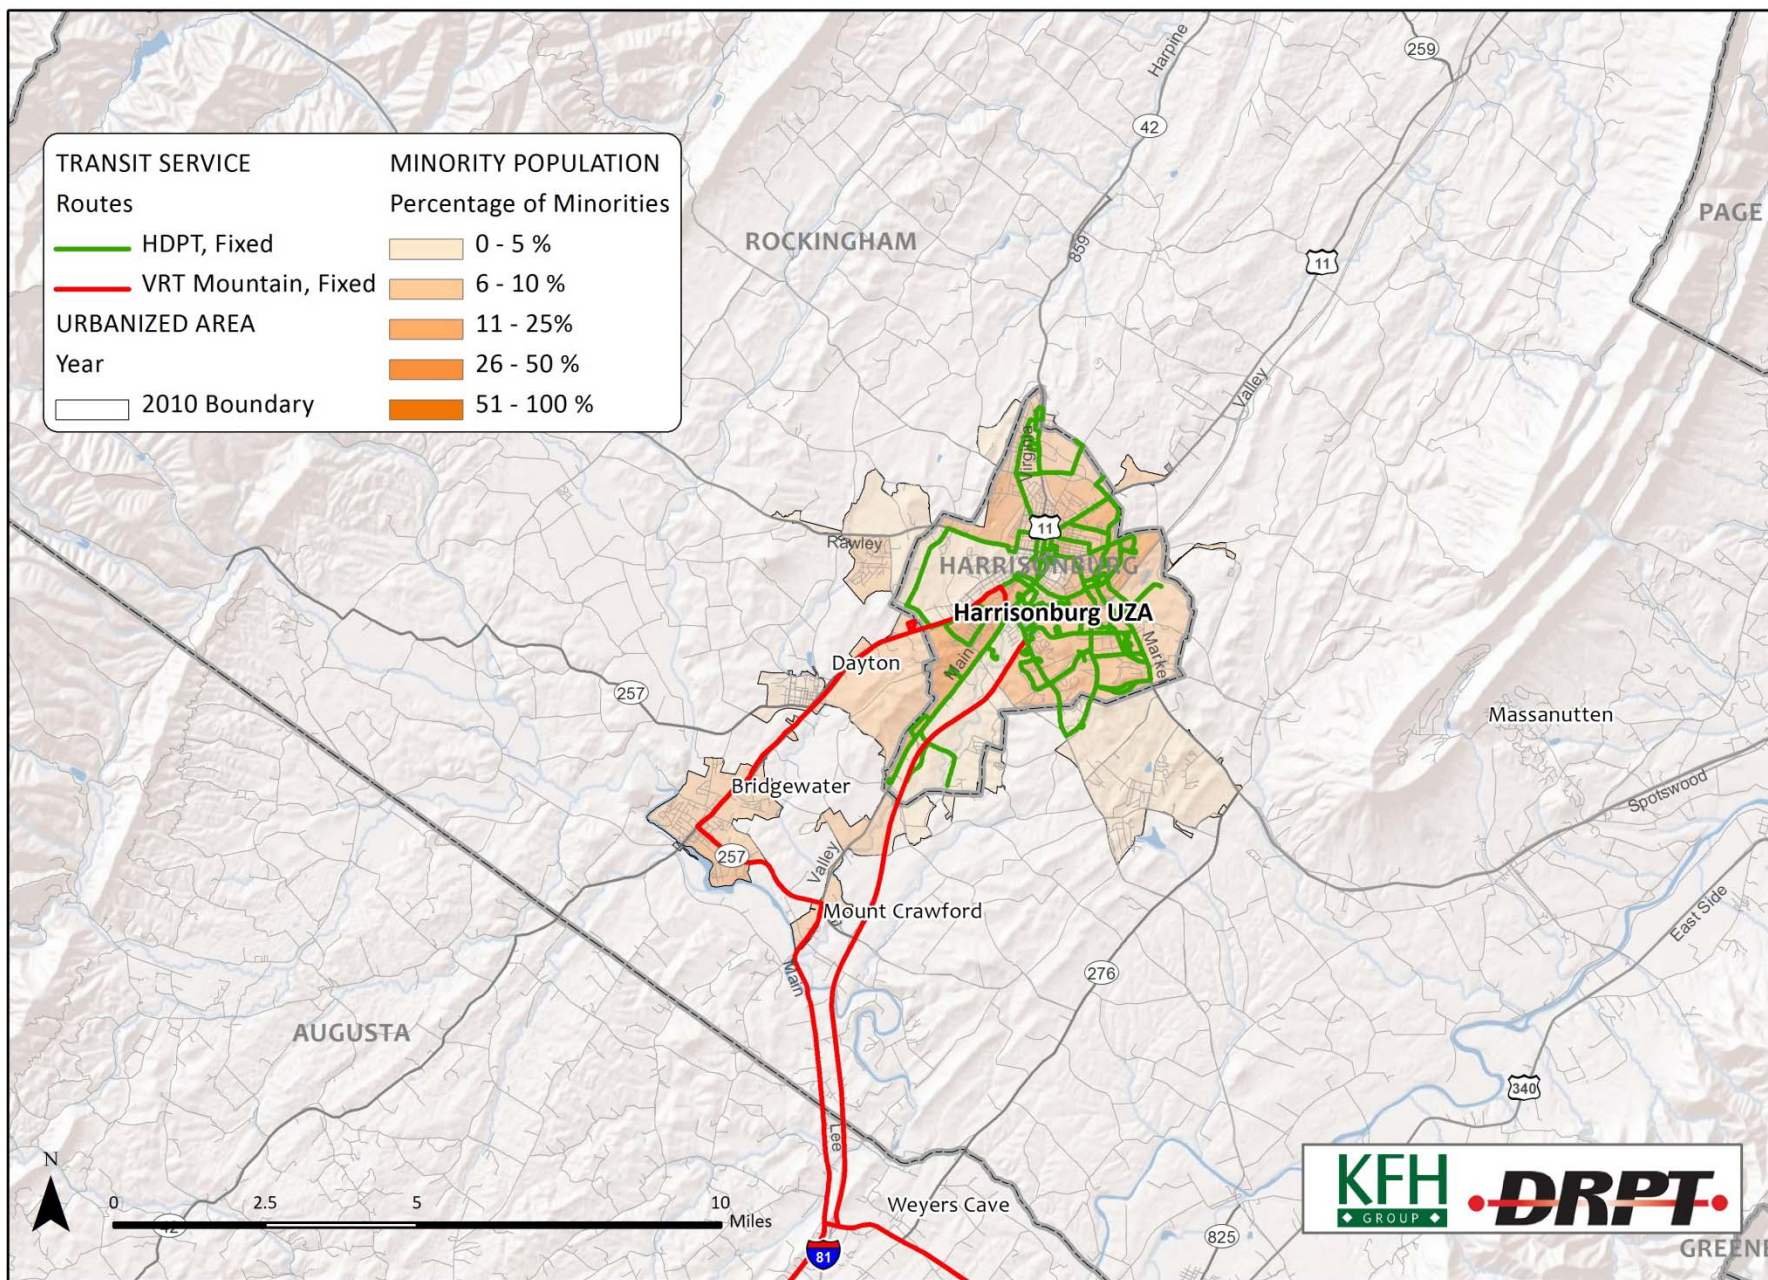 Harpine
259
42
TRANSIT SERVICE
Routes
HDPT, Fixed
VRT Mountain, Fixed
URBANIZED AREA
Year
2010 Boundary
MINORITY POPULATION
Percentage of Minorities
0 - 5 %
6 - 10 %
11 - 25%
26 - 50 %
51 - 100 %
PAGE
ROCKINGHAM
859
11
Valley
Virginia
11
Rawley
HARRISONBURG
Harrisonburg UZA
Main
Market
Dayton
257
Massanutten
Bridgewater
Spotswood
257
Valley
Mount Crawford
East Side
Main
276
AUGUSTA
340
Lee
N
0 2.5 5 10
Miles
42
Weyers Cave
81
825
KFH
GROUP
DRPT
GREENE